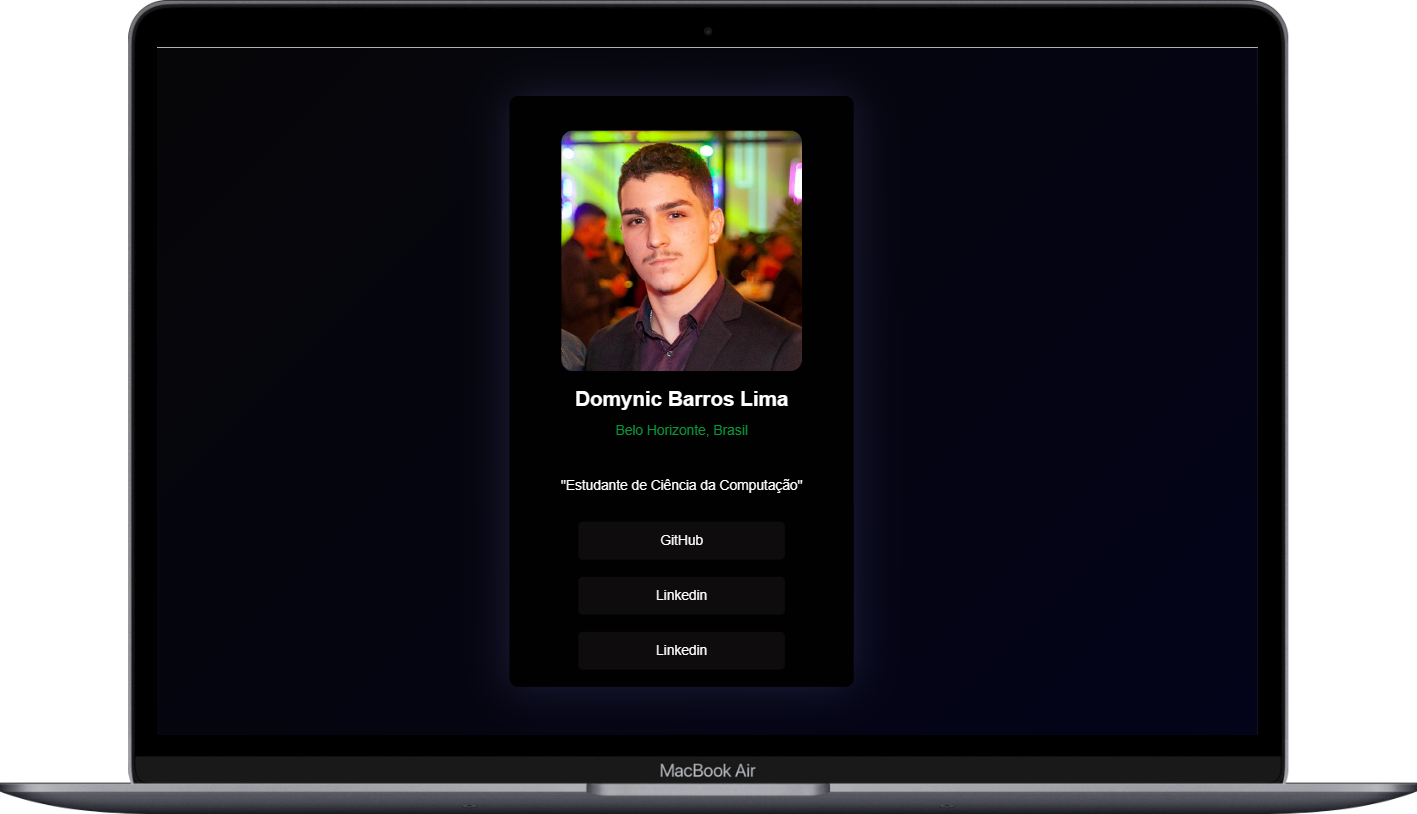 Domynic Barros Lima
Belo Horizonte, Brasil
"Estudante de Ciência da Computação"
GitHub
Linkedin
Linkedin
MacBook Air